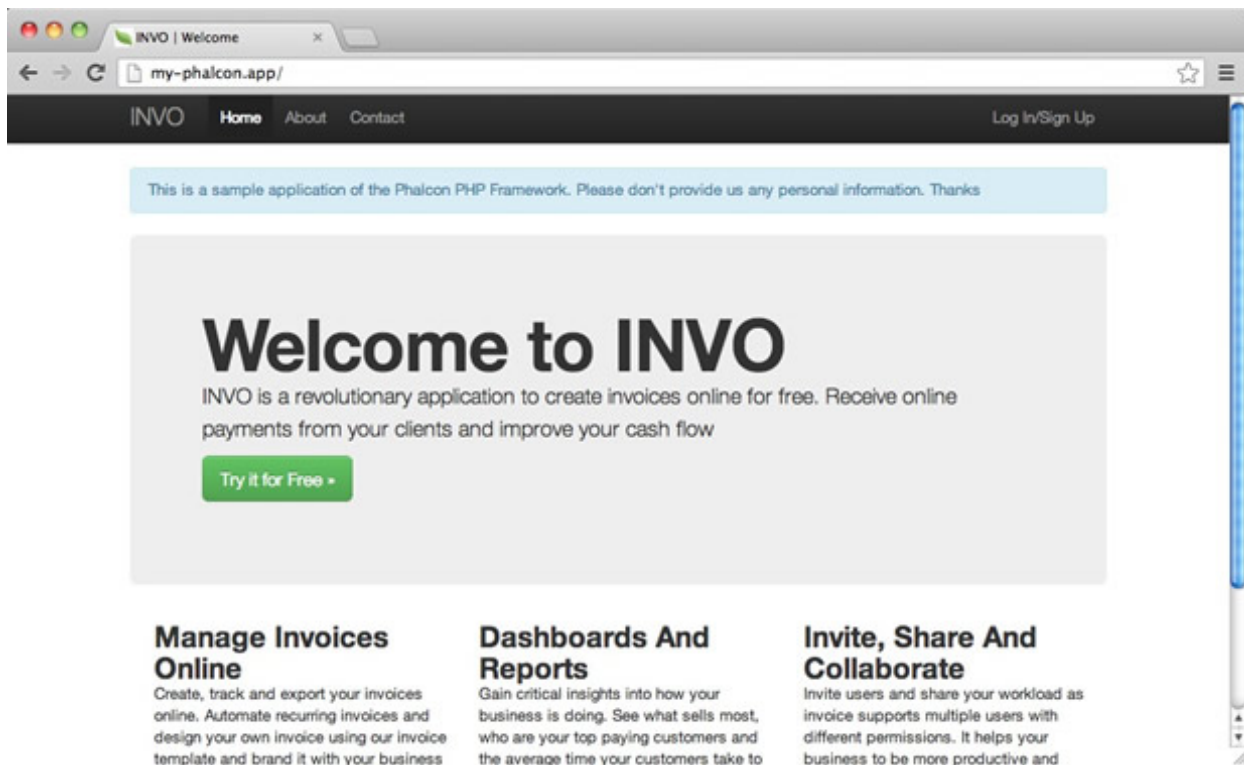 INVO | Welcome
my-phalcon.app/
INVO Home About Contact Log In/Sign Up
This is a sample application of the Phalcon PHP Framework. Please don't provide us any personal information. Thanks
Welcome to INVO
INVO is a revolutionary application to create invoices online for free. Receive online
payments from your clients and improve your cash flow
Try it for Free »
Manage Invoices
Online
Create, track and export your invoices
online. Automate recurring invoices and
design your own invoice using our invoice
template and brand it with your business
Dashboards And
Reports
Gain critical insights into how your
business is doing. See what sells most,
who are your top paying customers and
the average time your customers take to
Invite, Share And
Collaborate
Invite users and share your workload as
invoice supports multiple users with
different permissions. It helps your
business to be more productive and